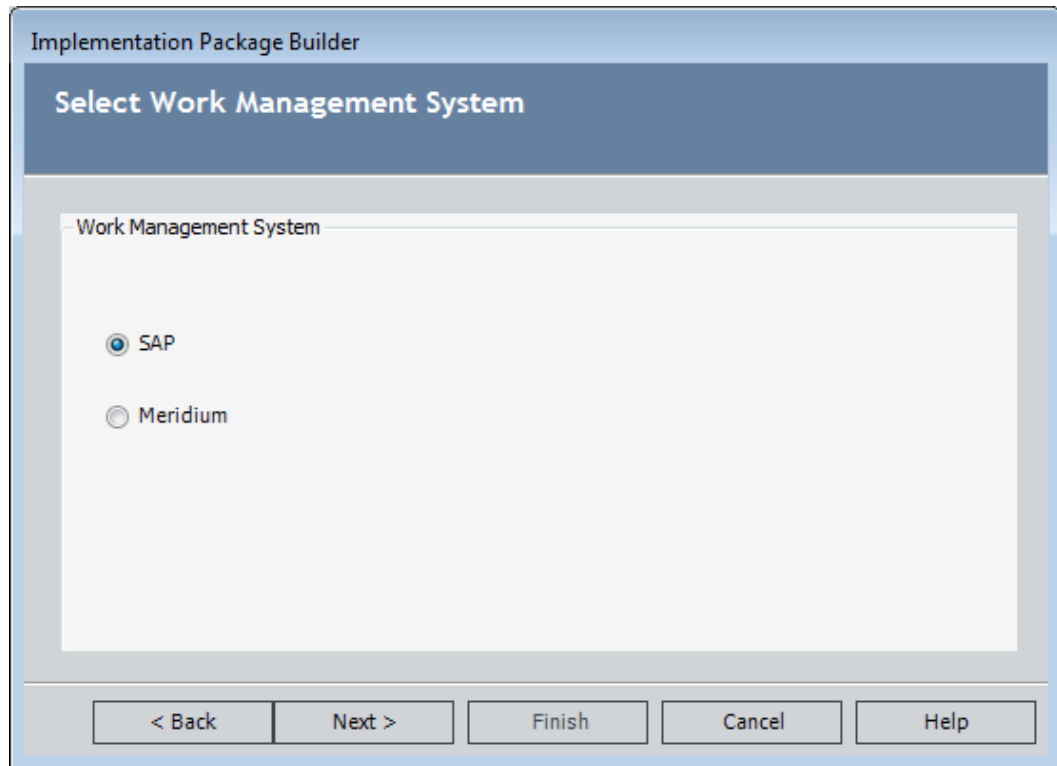 Implementation Package Builder
Select Work Management System
Work Management System
SAP
Meridium
< Back Next > Finish Cancel Help